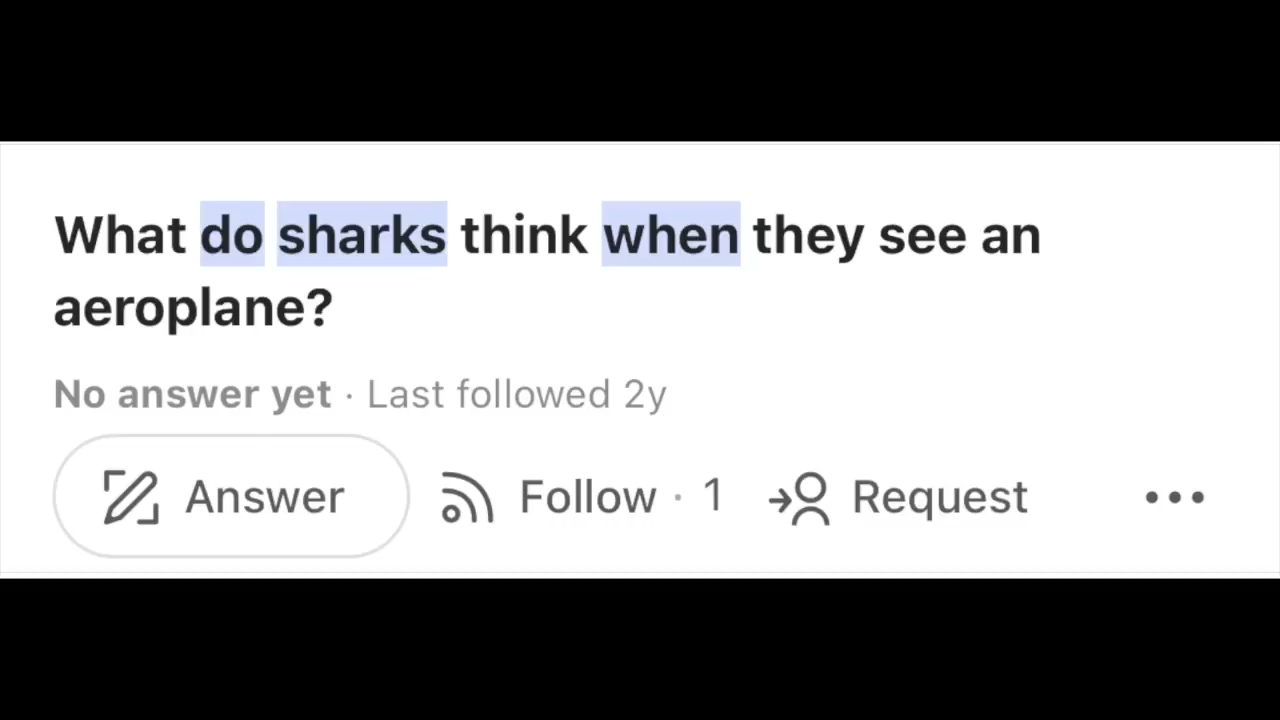 What do sharks think when they see an
aeroplane?
No answer yet · Last followed 2y
Answer Follow · 1 Request